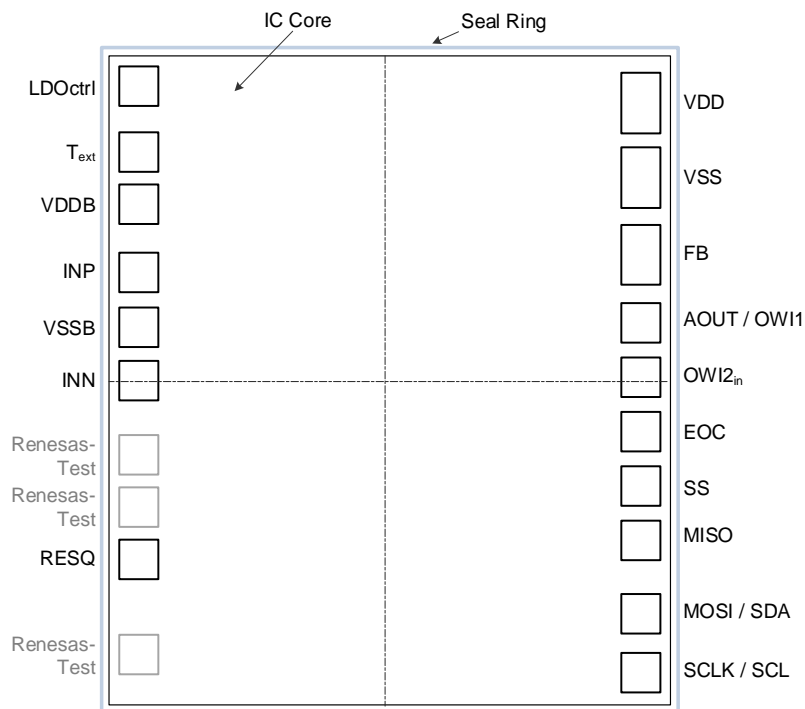 IC Core
Seal Ring
LDOctrl
Text
VDDB
INP
VSSB
INN
Renesas-
Test
Renesas-
Test
RESQ
Renesas-
Test
VDD
VSS
FB
AOUT / OWI1
OWI2in
EOC
SS
MISO
MOSI / SDA
SCLK / SCL